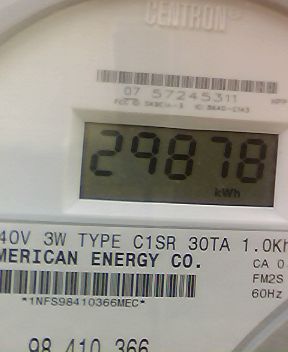 CENTRON®
07 57245311
29878
kWh
40V 3W TYPE C1SR 30TA 1.0Kh
MERICAN ENERGY CO.
CA 0
FM2S
60Hz
*1NFS98410366MEC*
98 410 366